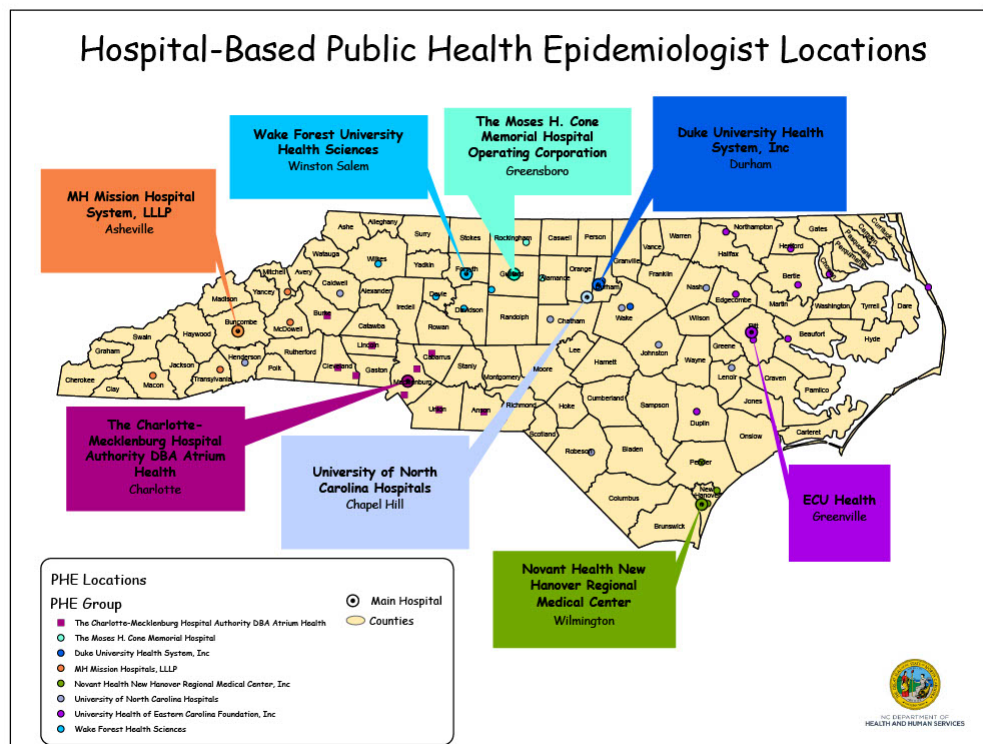 Hospital-Based Public Health Epidemiologist Locations
Wake Forest University
Health Sciences
Winston Salem
The Moses H. Cone
Memorial Hospital
Operating Corporation
Greensboro
Duke University Health
System, Inc
Durham
MH Mission Hospital
System, LLLP
Asheville
Ashe
Alleghany
Surry
Stokes
Rockingham
Caswell
Person
Vance
Warren
Northampton
Gates
Currituck
Camden
Pasquotank
Granville
Halifax
Hertford
Watauga
Wilkes
Yadkin
Forsyth
Guilford
Alamance
Orange
Durham
Franklin
Bertie
Mitchell
Avery
Caldwell
Alexander
Iredell
Davie
Davidson
Randolph
Chatham
Wake
Nash
Edgecombe
Martin
Washington
Tyrrell
Dare
Madison
Yancey
Burke
Catawba
Rowan
Wilson
Pitt
Beaufort
Hyde
Buncombe
McDowell
Haywood
Swain
Lincoln
Cabarrus
Lee
Johnston
Greene
Wayne
Graham
Jackson
Henderson
Rutherford
Polk
Cleveland
Gaston
Mecklenburg
Stanly
Montgomery
Moore
Harnett
Lenoir
Craven
Pamlico
Cherokee
Clay
Macon
Transylvania
Union
Anson
Richmond
Hoke
Cumberland
Sampson
Duplin
Jones
Onslow
Carteret
Scotland
Robeson
Bladen
Pender
Columbus
New
Hanover
Brunswick
The Charlotte-
Mecklenburg Hospital
Authority DBA Atrium
Health
Charlotte
University of North
Carolina Hospitals
Chapel Hill
ECU Health
Greenville
Novant Health New
Hanover Regional
Medical Center
Wilmington
PHE Locations
PHE Group
The Charlotte-Mecklenburg Hospital Authority DBA Atrium Health
The Moses H. Cone Memorial Hospital
Duke University Health System, Inc
MH Mission Hospitals, LLLP
Novant Health New Hanover Regional Medical Center, Inc
University of North Carolina Hospitals
University Health of Eastern Carolina Foundation, Inc
Wake Forest Health Sciences
Main Hospital
Counties
NC DEPARTMENT OF
HEALTH AND HUMAN SERVICES